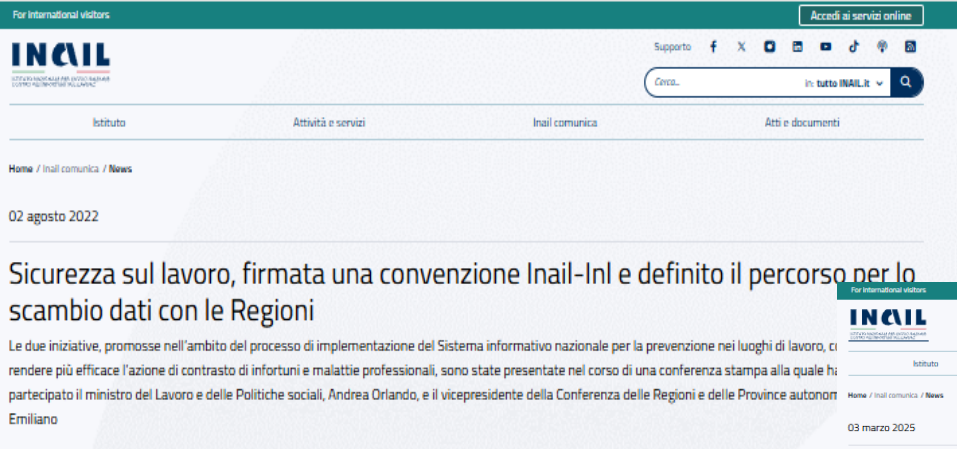 For international visitors
Accedi ai servizi online
INAIL
Supporto
Cerca...
in: tutto INAIL.it
Istituto
Attività e servizi
Inail comunica
Atti e documenti
Home / Inail comunica / News
02 agosto 2022
Sicurezza sul lavoro, firmata una convenzione Inail-Inl e definito il percorso per lo
scambio dati con le Regioni
Le due iniziative, promosse nell'ambito del processo di implementazione del Sistema informativo nazionale per la prevenzione nei luoghi di lavoro,
rendere più efficace l'azione di contrasto di infortuni e malattie professionali, sono state presentate nel corso di una conferenza stampa alla quale
partecipato il ministro del Lavoro e delle Politiche sociali, Andrea Orlando, e il vicepresidente della Conferenza delle Regioni e delle Province
Emiliano
For international visitors
INAIL
Istituto
Home / Inail comunica / News
03 marzo 2025